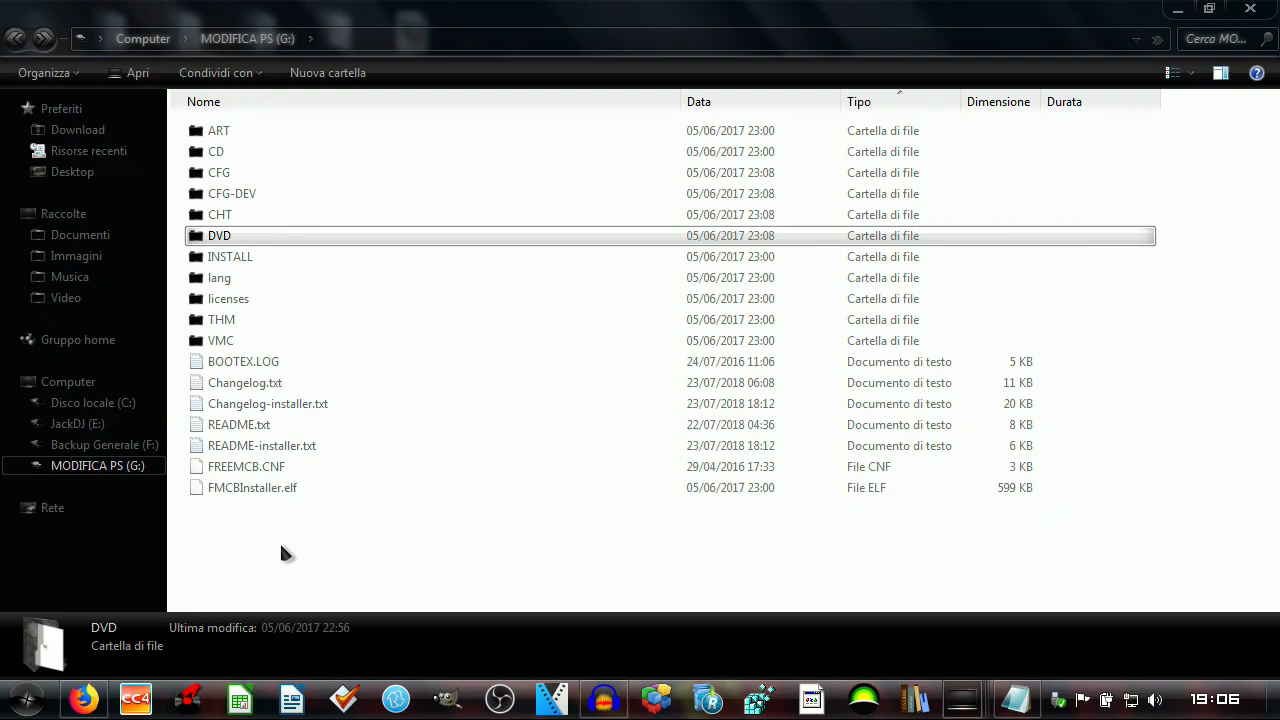 Computer MODIFICA PS (G:) Cerca MO...
Organizza Apri Condividi con Nuova cartella
Preferiti
Download
Risorse recenti
Desktop
Raccolte
Documenti
Immagini
Musica
Video
Gruppo home
Computer
Disco locale (C:)
JackDJ (E:)
Backup Generale (F:)
MODIFICA PS (G:)
Rete
Nome Data Tipo Dimensione Durata
ART 05/06/2017 23:00 Cartella di file
CD 05/06/2017 23:00 Cartella di file
CFG 05/06/2017 23:08 Cartella di file
CFG-DEV 05/06/2017 23:08 Cartella di file
CHT 05/06/2017 23:08 Cartella di file
DVD 05/06/2017 23:08 Cartella di file
INSTALL 05/06/2017 23:00 Cartella di file
lang 05/06/2017 23:00 Cartella di file
licenses 05/06/2017 23:00 Cartella di file
THM 05/06/2017 23:00 Cartella di file
VMC 05/06/2017 23:00 Cartella di file
BOOTEX.LOG 24/07/2016 11:06 Documento di testo 5 KB
Changelog.txt 23/07/2018 06:08 Documento di testo 11 KB
Changelog-installer.txt 23/07/2018 18:12 Documento di testo 20 KB
README.txt 22/07/2018 04:36 Documento di testo 8 KB
README-installer.txt 23/07/2018 18:12 Documento di testo 6 KB
FREEMCB.CNF 29/04/2016 17:33 File CNF 3 KB
FMCBInstaller.elf 05/06/2017 23:00 File ELF 599 KB
DVD Ultima modifica: 05/06/2017 22:56
Cartella di file
CC4 R 19:06